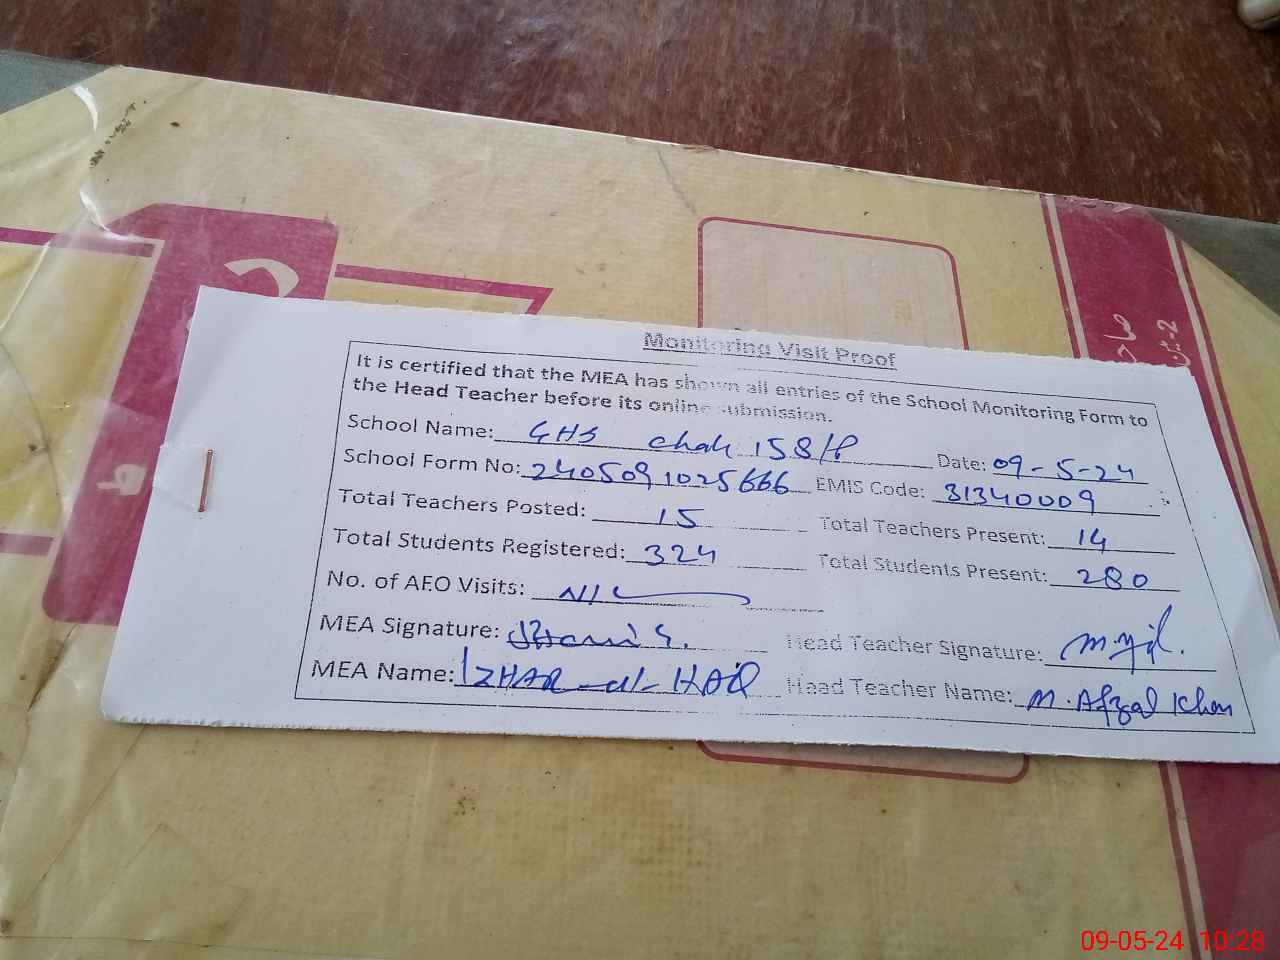 Monitoring Visit Proof
It is certified that the MEA has shown all entries of the School Monitoring Form to
the Head Teacher before its online submission.
School Name: GHS Chak 158/P Date: 09-5-24
School Form No: 2405091025666 EMIS Code: 31340009
Total Teachers Posted: 15 Total Teachers Present: 14
Total Students Registered: 324 Total Students Present: 280
No. of AEO Visits: NIL
MEA Signature: Head Teacher Signature:
MEA Name: IZHAR-ul-HAQ Head Teacher Name: M. Afzal Khan
09-05-24 10:28